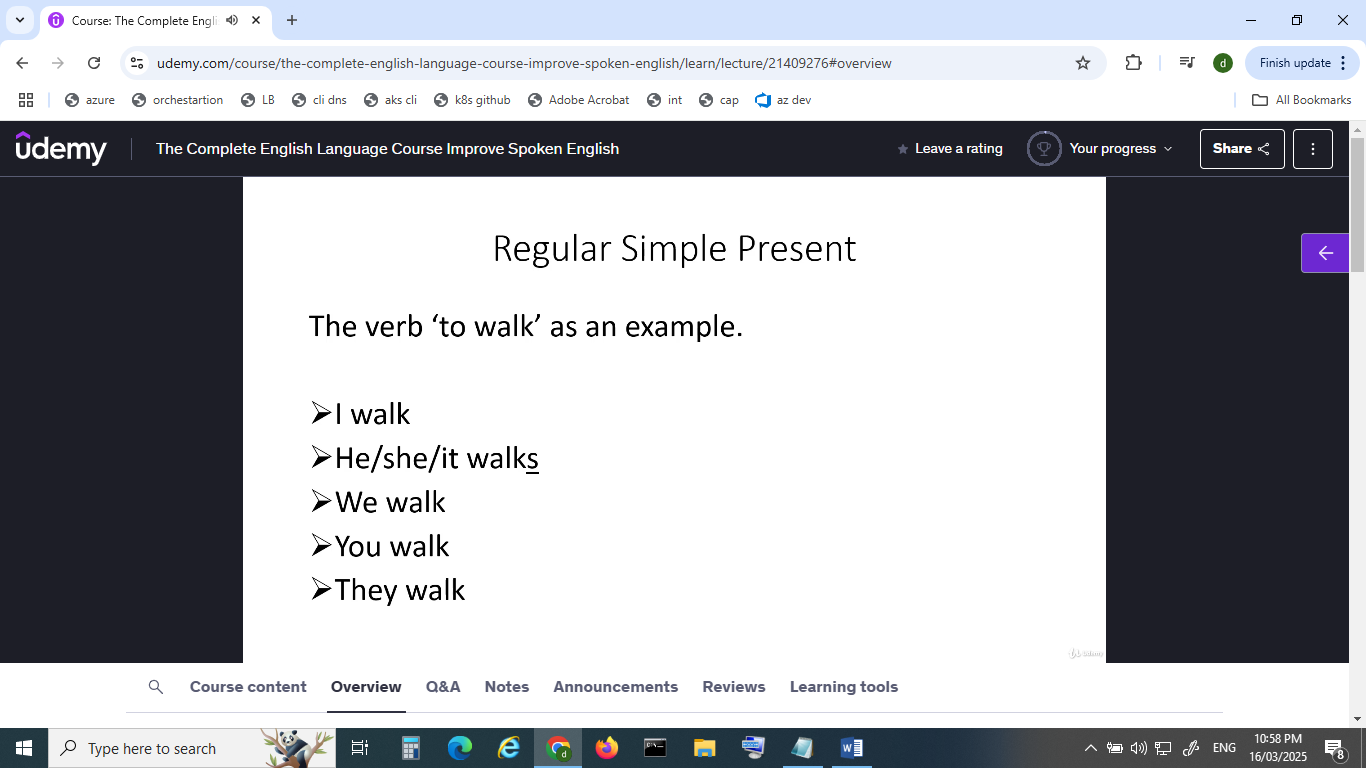 Course: The Complete Engli
udemy.com/course/the-complete-english-language-course-improve-spoken-english/learn/lecture/21409276#overview
d
Finish update
azure
orchestartion
LB
cli dns
aks cli
k8s github
Adobe Acrobat
int
cap
az dev
All Bookmarks
udemy
The Complete English Language Course Improve Spoken English
Leave a rating
Your progress
Share
Regular Simple Present
The verb ‘to walk’ as an example.
➢I walk
➢He/she/it walks
➢We walk
➢You walk
➢They walk
Udemy
Course content
Overview
Q&A
Notes
Announcements
Reviews
Learning tools
Type here to search
ENG
10:58 PM
16/03/2025
8